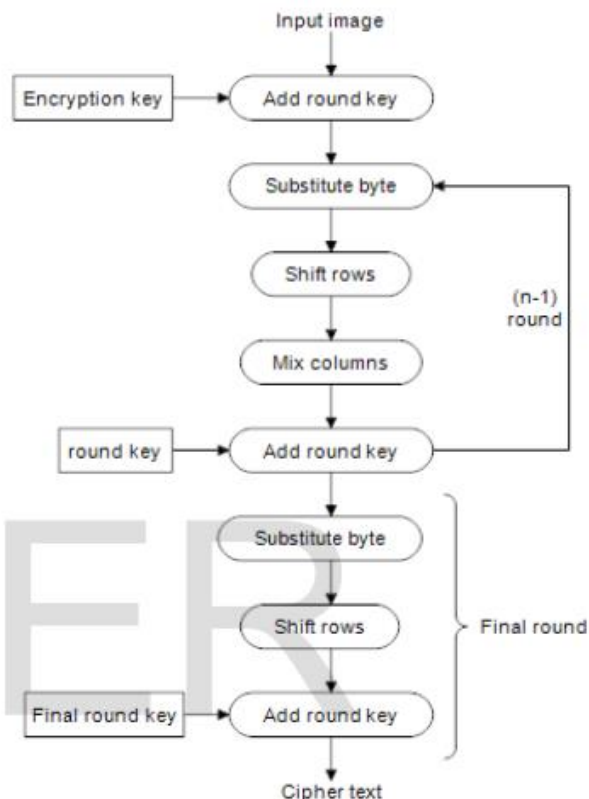 Input image
Encryption key
Add round key
Substitute byte
Shift rows
(n-1)
round
Mix columns
round key
Add round key
Substitute byte
Shift rows
Final round
Final round key
Add round key
Cipher text
ER